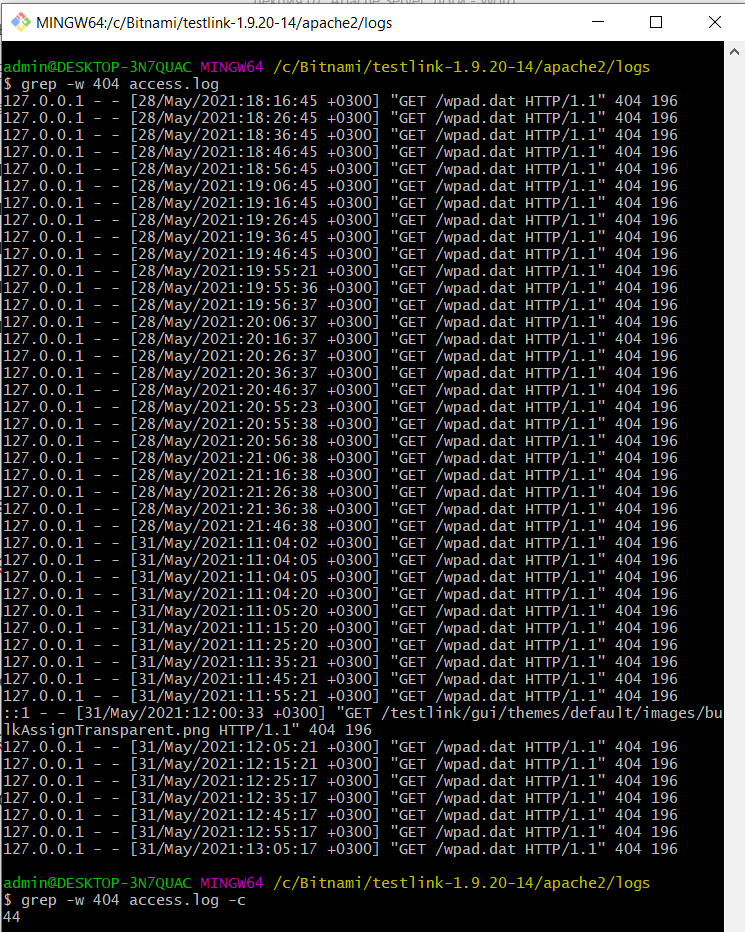 MINGW64:/c/Bitnami/testlink-1.9.20-14/apache2/logs
admin@DESKTOP-3N7QUAC MINGW64 /c/Bitnami/testlink-1.9.20-14/apache2/logs
$ grep -w 404 access.log
127.0.0.1 - - [28/May/2021:18:16:45 +0300] "GET /wpad.dat HTTP/1.1" 404 196
127.0.0.1 - - [28/May/2021:18:26:45 +0300] "GET /wpad.dat HTTP/1.1" 404 196
127.0.0.1 - - [28/May/2021:18:36:45 +0300] "GET /wpad.dat HTTP/1.1" 404 196
127.0.0.1 - - [28/May/2021:18:46:45 +0300] "GET /wpad.dat HTTP/1.1" 404 196
127.0.0.1 - - [28/May/2021:18:56:45 +0300] "GET /wpad.dat HTTP/1.1" 404 196
127.0.0.1 - - [28/May/2021:19:06:45 +0300] "GET /wpad.dat HTTP/1.1" 404 196
127.0.0.1 - - [28/May/2021:19:16:45 +0300] "GET /wpad.dat HTTP/1.1" 404 196
127.0.0.1 - - [28/May/2021:19:26:45 +0300] "GET /wpad.dat HTTP/1.1" 404 196
127.0.0.1 - - [28/May/2021:19:36:45 +0300] "GET /wpad.dat HTTP/1.1" 404 196
127.0.0.1 - - [28/May/2021:19:46:45 +0300] "GET /wpad.dat HTTP/1.1" 404 196
127.0.0.1 - - [28/May/2021:19:55:21 +0300] "GET /wpad.dat HTTP/1.1" 404 196
127.0.0.1 - - [28/May/2021:19:55:36 +0300] "GET /wpad.dat HTTP/1.1" 404 196
127.0.0.1 - - [28/May/2021:19:56:37 +0300] "GET /wpad.dat HTTP/1.1" 404 196
127.0.0.1 - - [28/May/2021:20:06:37 +0300] "GET /wpad.dat HTTP/1.1" 404 196
127.0.0.1 - - [28/May/2021:20:16:37 +0300] "GET /wpad.dat HTTP/1.1" 404 196
127.0.0.1 - - [28/May/2021:20:26:37 +0300] "GET /wpad.dat HTTP/1.1" 404 196
127.0.0.1 - - [28/May/2021:20:36:37 +0300] "GET /wpad.dat HTTP/1.1" 404 196
127.0.0.1 - - [28/May/2021:20:46:37 +0300] "GET /wpad.dat HTTP/1.1" 404 196
127.0.0.1 - - [28/May/2021:20:55:23 +0300] "GET /wpad.dat HTTP/1.1" 404 196
127.0.0.1 - - [28/May/2021:20:55:38 +0300] "GET /wpad.dat HTTP/1.1" 404 196
127.0.0.1 - - [28/May/2021:20:56:38 +0300] "GET /wpad.dat HTTP/1.1" 404 196
127.0.0.1 - - [28/May/2021:21:06:38 +0300] "GET /wpad.dat HTTP/1.1" 404 196
127.0.0.1 - - [28/May/2021:21:16:38 +0300] "GET /wpad.dat HTTP/1.1" 404 196
127.0.0.1 - - [28/May/2021:21:26:38 +0300] "GET /wpad.dat HTTP/1.1" 404 196
127.0.0.1 - - [28/May/2021:21:36:38 +0300] "GET /wpad.dat HTTP/1.1" 404 196
127.0.0.1 - - [28/May/2021:21:46:38 +0300] "GET /wpad.dat HTTP/1.1" 404 196
127.0.0.1 - - [31/May/2021:11:04:02 +0300] "GET /wpad.dat HTTP/1.1" 404 196
127.0.0.1 - - [31/May/2021:11:04:05 +0300] "GET /wpad.dat HTTP/1.1" 404 196
127.0.0.1 - - [31/May/2021:11:04:05 +0300] "GET /wpad.dat HTTP/1.1" 404 196
127.0.0.1 - - [31/May/2021:11:04:20 +0300] "GET /wpad.dat HTTP/1.1" 404 196
127.0.0.1 - - [31/May/2021:11:05:20 +0300] "GET /wpad.dat HTTP/1.1" 404 196
127.0.0.1 - - [31/May/2021:11:15:20 +0300] "GET /wpad.dat HTTP/1.1" 404 196
127.0.0.1 - - [31/May/2021:11:25:20 +0300] "GET /wpad.dat HTTP/1.1" 404 196
127.0.0.1 - - [31/May/2021:11:35:21 +0300] "GET /wpad.dat HTTP/1.1" 404 196
127.0.0.1 - - [31/May/2021:11:45:21 +0300] "GET /wpad.dat HTTP/1.1" 404 196
127.0.0.1 - - [31/May/2021:11:55:21 +0300] "GET /wpad.dat HTTP/1.1" 404 196
::1 - - [31/May/2021:12:00:33 +0300] "GET /testlink/gui/themes/default/images/bu
lkAssignTransparent.png HTTP/1.1" 404 196
127.0.0.1 - - [31/May/2021:12:05:21 +0300] "GET /wpad.dat HTTP/1.1" 404 196
127.0.0.1 - - [31/May/2021:12:15:21 +0300] "GET /wpad.dat HTTP/1.1" 404 196
127.0.0.1 - - [31/May/2021:12:25:17 +0300] "GET /wpad.dat HTTP/1.1" 404 196
127.0.0.1 - - [31/May/2021:12:35:17 +0300] "GET /wpad.dat HTTP/1.1" 404 196
127.0.0.1 - - [31/May/2021:12:45:17 +0300] "GET /wpad.dat HTTP/1.1" 404 196
127.0.0.1 - - [31/May/2021:12:55:17 +0300] "GET /wpad.dat HTTP/1.1" 404 196
127.0.0.1 - - [31/May/2021:13:05:17 +0300] "GET /wpad.dat HTTP/1.1" 404 196
admin@DESKTOP-3N7QUAC MINGW64 /c/Bitnami/testlink-1.9.20-14/apache2/logs
$ grep -w 404 access.log -c
44